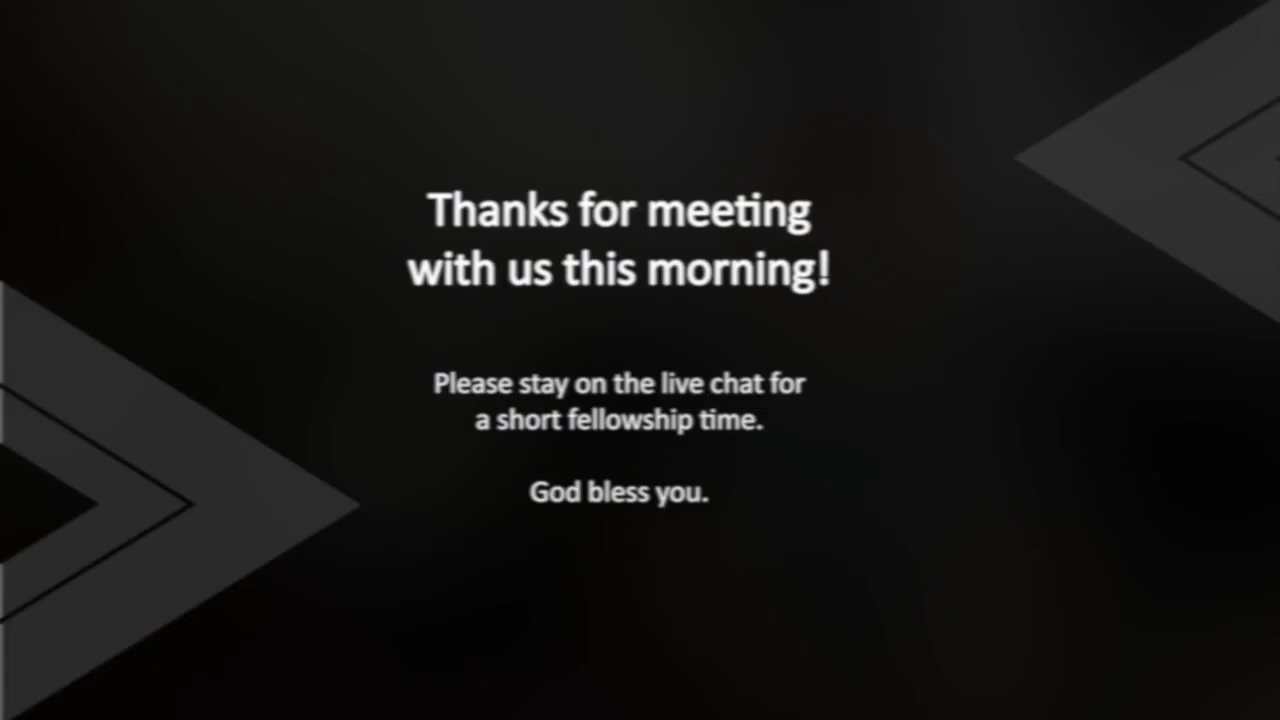 Thanks for meeting
with us this morning!
Please stay on the live chat for
a short fellowship time.
God bless you.